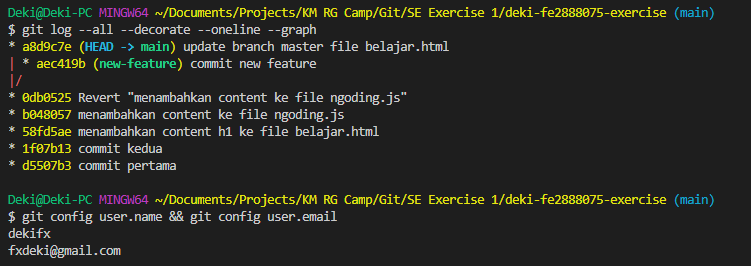 Deki@Deki-PC MINGW64 ~/Documents/Projects/KM RG Camp/Git/SE Exercise 1/deki-fe2888075-exercise (main)
$ git log --all --decorate --oneline --graph
* a8d9c7e (HEAD -> main) update branch master file belajar.html
| * aec419b (new-feature) commit new feature
|/
* 0db0525 Revert "menambahkan content ke file ngoding.js"
* b048057 menambahkan content ke file ngoding.js
* 58fd5ae menambahkan content h1 ke file belajar.html
* 1f07b13 commit kedua
* d5507b3 commit pertama
Deki@Deki-PC MINGW64 ~/Documents/Projects/KM RG Camp/Git/SE Exercise 1/deki-fe2888075-exercise (main)
$ git config user.name && git config user.email
dekifx
fxdeki@gmail.com